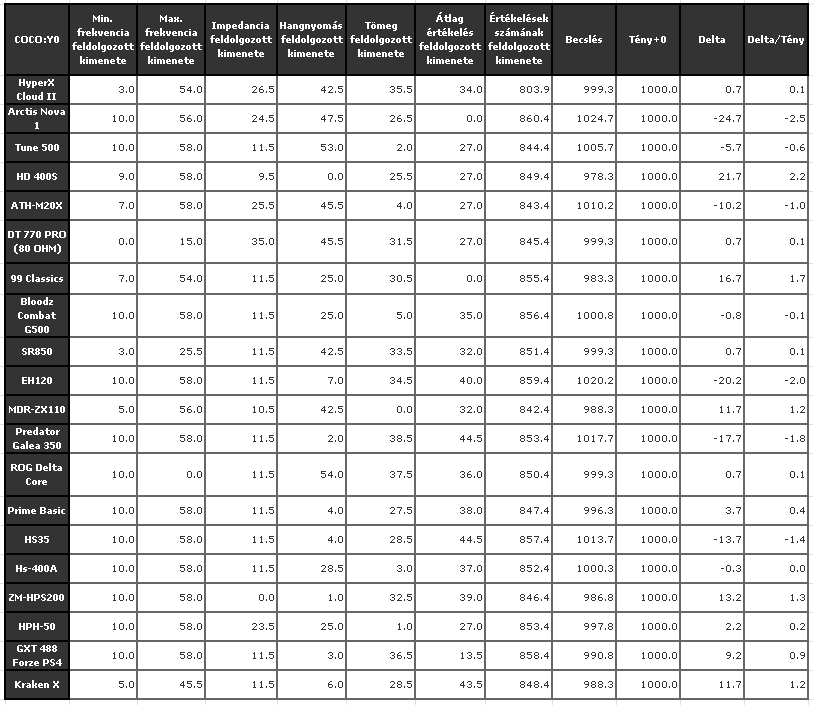 COCO:Y0 Min. frekvencia feldolgozott kimenete Max. frekvencia feldolgozott kimenete Impedancia feldolgozott kimenete Hangnyomás feldolgozott kimenete Tömeg feldolgozott kimenete Átlag értékelés feldolgozott kimenete Értékelések számának feldolgozott kimenete Becslés Tény+0 Delta Delta/Tény
HyperX Cloud II 3.0 54.0 26.5 42.5 35.5 34.0 803.9 999.3 1000.0 0.7 0.1
Arctis Nova 1 10.0 56.0 24.5 47.5 26.5 0.0 860.4 1024.7 1000.0 -24.7 -2.5
Tune 500 10.0 58.0 11.5 53.0 2.0 27.0 844.4 1005.7 1000.0 -5.7 -0.6
HD 400S 9.0 58.0 9.5 0.0 25.5 27.0 849.4 978.3 1000.0 21.7 2.2
ATH-M20X 7.0 58.0 25.5 45.5 4.0 27.0 843.4 1010.2 1000.0 -10.2 -1.0
DT 770 PRO (80 OHM) 0.0 15.0 35.0 45.5 31.5 27.0 845.4 999.3 1000.0 0.7 0.1
99 Classics 7.0 54.0 11.5 25.0 30.5 0.0 855.4 983.3 1000.0 16.7 1.7
Bloodz Combat G500 10.0 58.0 11.5 25.0 5.0 35.0 856.4 1000.8 1000.0 -0.8 -0.1
SR850 3.0 25.5 11.5 42.5 33.5 32.0 851.4 999.3 1000.0 0.7 0.1
EH120 10.0 58.0 11.5 7.0 34.5 40.0 859.4 1020.2 1000.0 -20.2 -2.0
MDR-ZX110 5.0 56.0 10.5 42.5 0.0 32.0 842.4 988.3 1000.0 11.7 1.2
Predator Galea 350 10.0 58.0 11.5 2.0 38.5 44.5 853.4 1017.7 1000.0 -17.7 -1.8
ROG Delta Core 10.0 0.0 11.5 54.0 37.5 36.0 850.4 999.3 1000.0 0.7 0.1
Prime Basic 10.0 58.0 11.5 4.0 27.5 38.0 847.4 996.3 1000.0 3.7 0.4
HS35 10.0 58.0 11.5 4.0 28.5 44.5 857.4 1013.7 1000.0 -13.7 -1.4
Hs-400A 10.0 58.0 11.5 28.5 3.0 37.0 852.4 1000.3 1000.0 -0.3 0.0
ZM-HPS200 10.0 58.0 0.0 1.0 32.5 39.0 846.4 986.8 1000.0 13.2 1.3
HPH-50 10.0 58.0 23.5 25.0 1.0 27.0 853.4 997.8 1000.0 2.2 0.2
GXT 488 Forze PS4 10.0 58.0 11.5 3.0 36.5 13.5 858.4 990.8 1000.0 9.2 0.9
Kraken X 5.0 45.5 11.5 6.0 28.5 43.5 848.4 988.3 1000.0 11.7 1.2